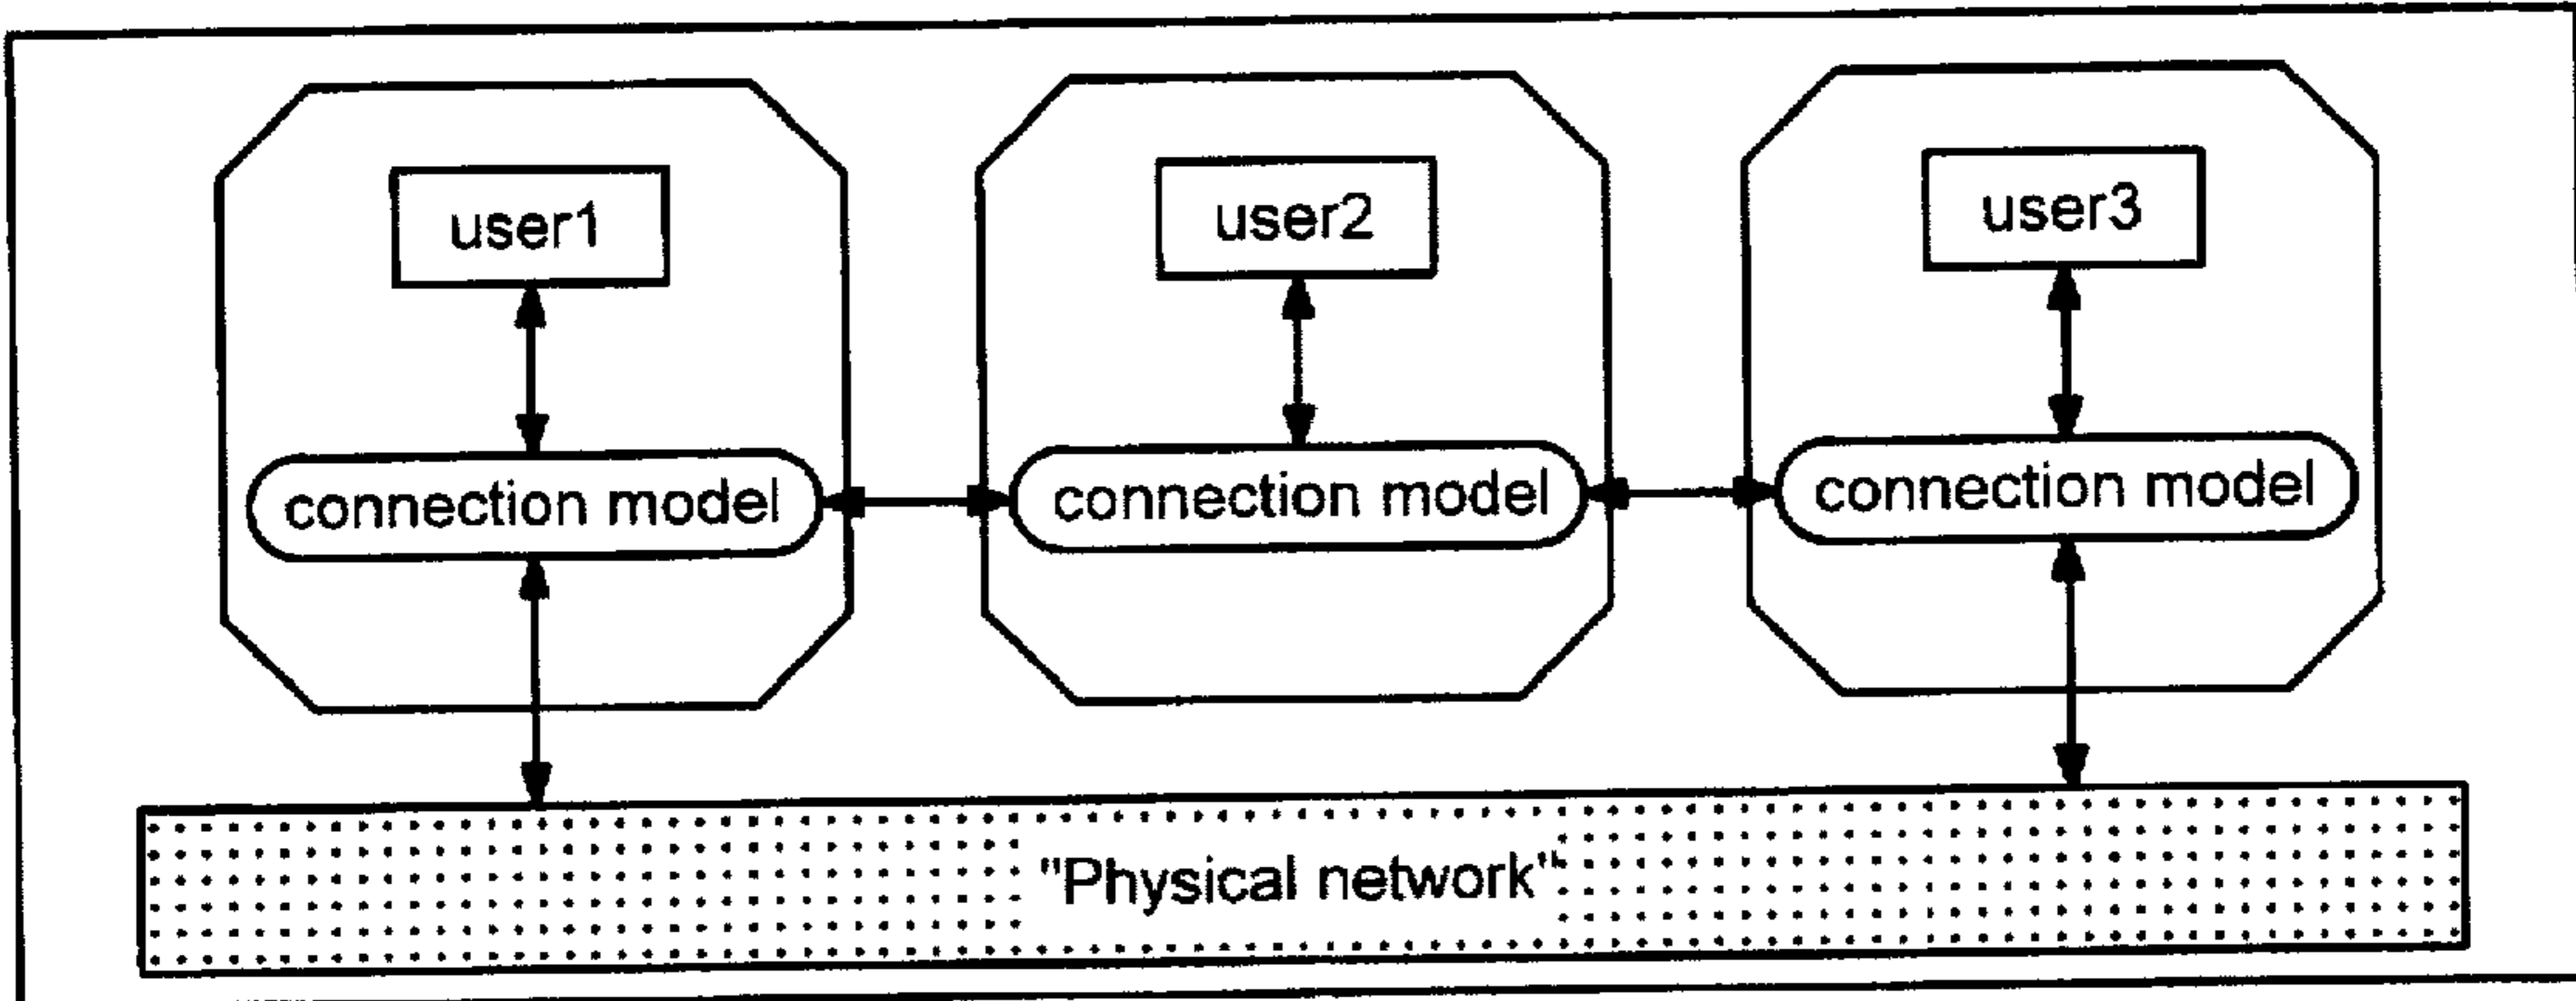 user1
user2
user3
connection model
connection model
connection model
"Physical network"